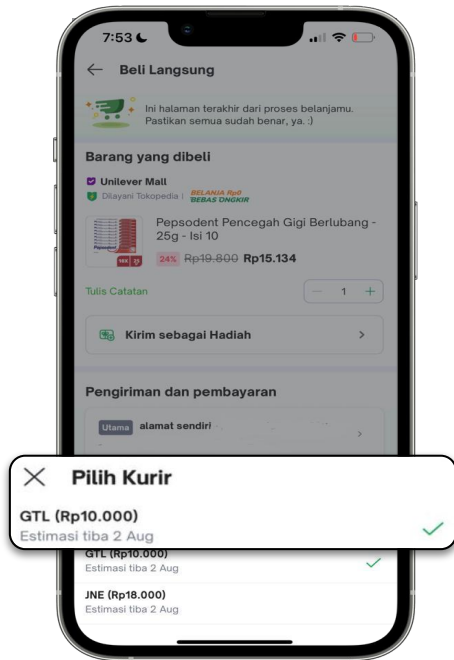 7:53
Beli Langsung
Ini halaman terakhir dari proses belanjamu.
Pastikan semua sudah benar, ya. :)
Barang yang dibeli
Unilever Mall
Dilayani Tokopedia | BELANJA Rp0
BEBAS ONGKIR
Pepsodent Pencegah Gigi Berlubang -
25g - Isi 10
24% Rp19.800 Rp15.134
Tulis Catatan
1
Kirim sebagai Hadiah
Pengiriman dan pembayaran
Utama alamat sendiri
Pilih Kurir
GTL (Rp10.000)
Estimasi tiba 2 Aug
GTL (Rp10.000)
Estimasi tiba 2 Aug
JNE (Rp18.000)
Estimasi tiba 2 Aug